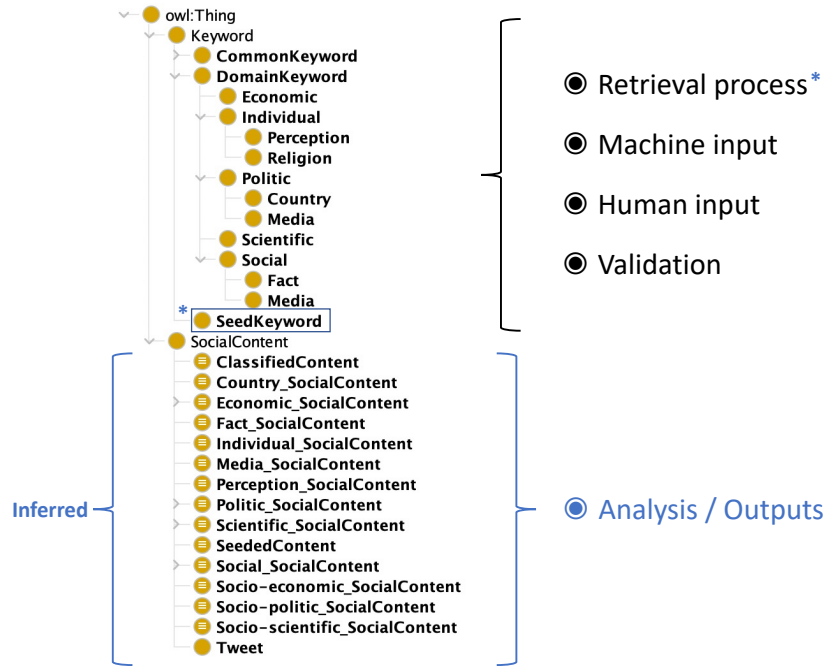 owl:Thing
Keyword
CommonKeyword
DomainKeyword
Economic
Individual
Perception
Religion
Politic
Country
Media
Scientific
Social
Fact
Media
* SeedKeyword
SocialContent
ClassifiedContent
Country_SocialContent
Economic_SocialContent
Fact_SocialContent
Individual_SocialContent
Media_SocialContent
Perception_SocialContent
Politic_SocialContent
Scientific_SocialContent
SeededContent
Social_SocialContent
Socio-economic_SocialContent
Socio-politic_SocialContent
Socio-scientific_SocialContent
Tweet
Inferred
Retrieval process*
Machine input
Human input
Validation
Analysis / Outputs